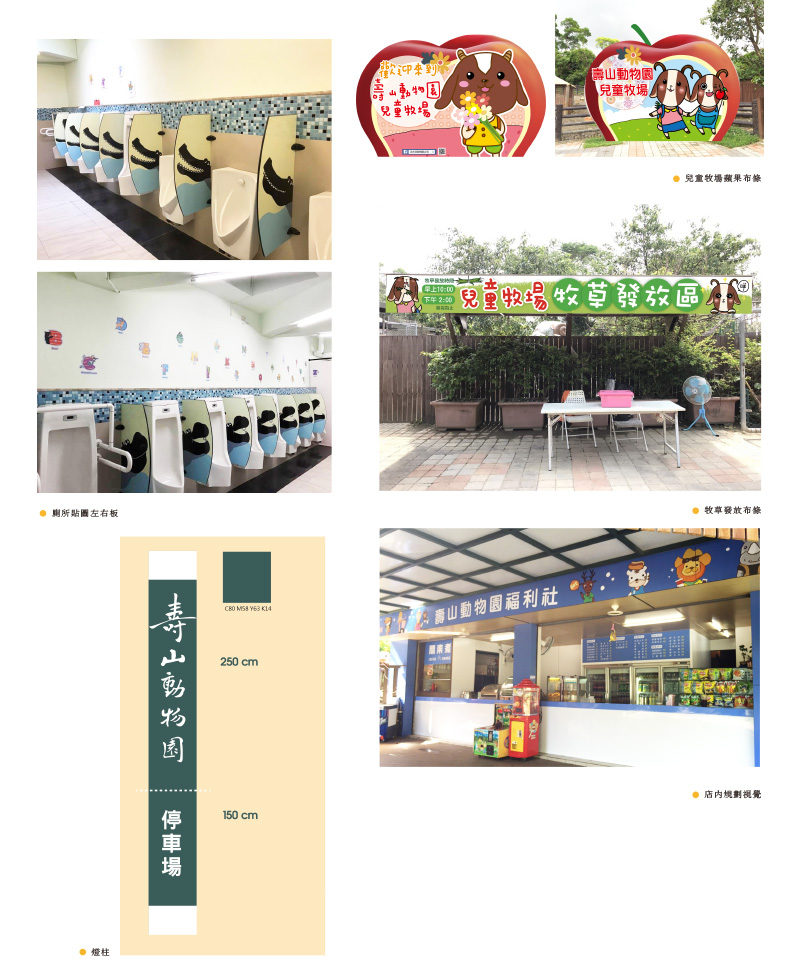 歡迎來到
壽山動物園
兒童牧場
壽山動物園
兒童牧場
兒童牧場蘋果布條
牧草發放時間
早上10:00
下午 2:00
兒童牧場 牧草發放區
牧草發放布條
廁所貼圖左右板
壽山動物園
停車場
C80 M58 Y63 K14
250 cm
150 cm
燈柱
壽山動物園福利社
店內規劃視覺